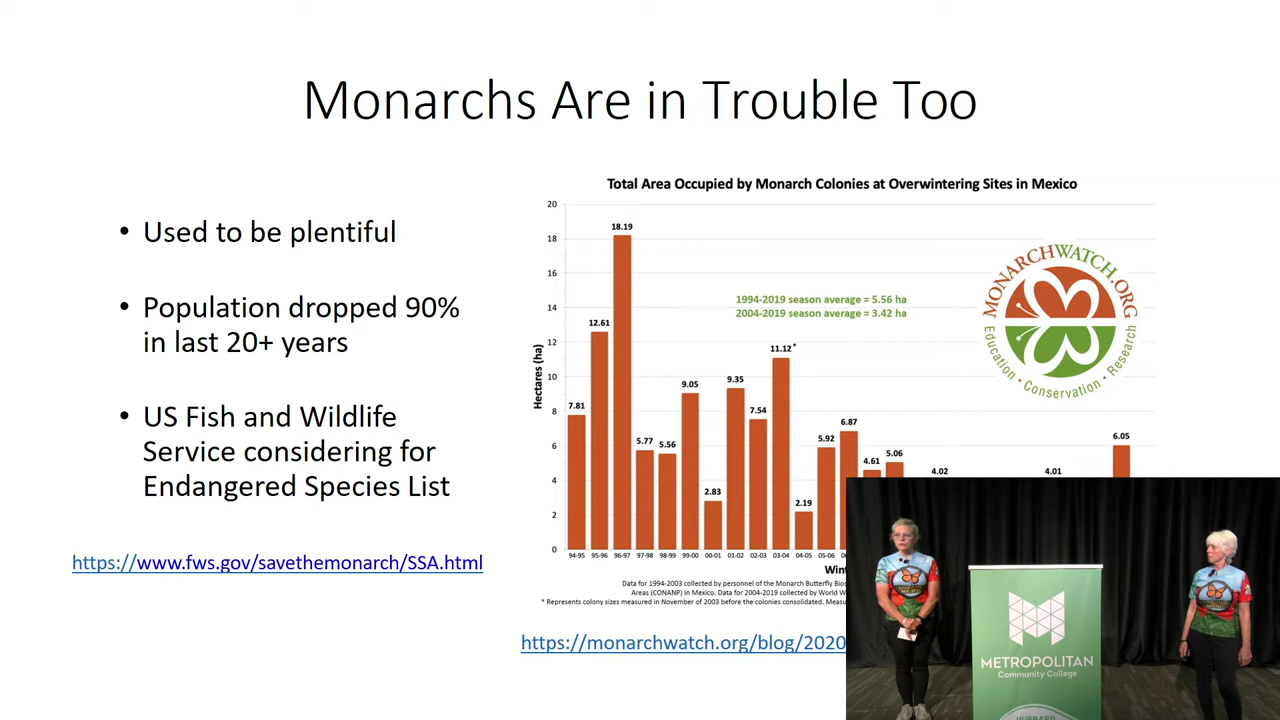 Monarchs Are in Trouble Too
• Used to be plentiful
• Population dropped 90%
in last 20+ years
• US Fish and Wildlife
Service considering for
Endangered Species List
https://www.fws.gov/savethemonarch/SSA.html
Total Area Occupied by Monarch Colonies at Overwintering Sites in Mexico
Hectares (ha)
20
18
16
14
12
10
8
6
4
2
0
1994-2019 season average = 5.56 ha
2004-2019 season average = 3.42 ha
7.81
12.61
18.19
5.77
5.56
9.05
2.83
9.35
7.54
11.12*
2.19
5.92
6.87
4.61
5.06
4.02
4.01
6.05
94-95 95-96 96-97 97-98 98-99 99-00 00-01 01-02 02-03 03-04 04-05 05-06
MONARCHWATCH.ORG
Education • Conservation • Research
Data for 1994-2003 collected by personnel of the Monarch Butterfly
Areas (CONANP) in Mexico. Data for 2004-2019 collected by World
* Represents colony sizes measured in November of 2003 before the colonies consolidated.
https://monarchwatch.org/blog/2020
METROPOLITAN
Community College
HUBBARD